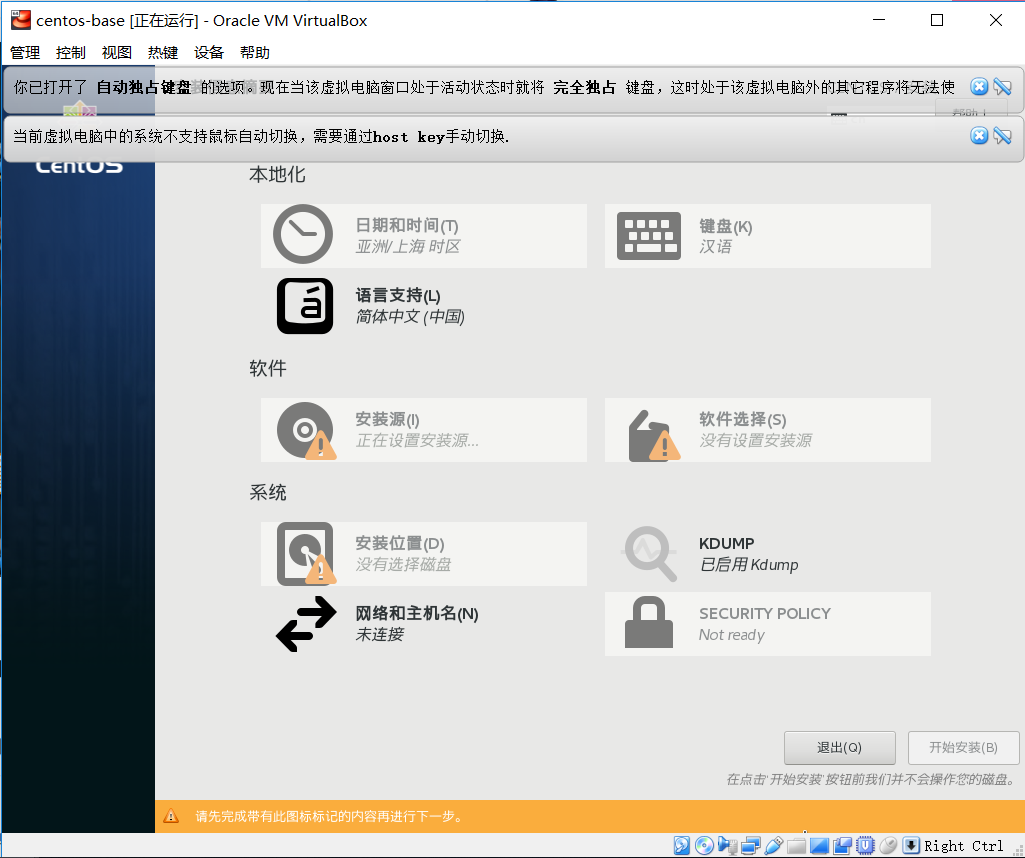 centos-base [正在运行] - Oracle VM VirtualBox
管理 控制 视图 热键 设备 帮助
你已打开了 自动独占键盘 的选项。现在当该虚拟电脑窗口处于活动状态时就将 完全独占 键盘，这时处于该虚拟电脑外的其它程序将无法使
当前虚拟电脑中的系统不支持鼠标自动切换，需要通过host key手动切换.
CentOS
本地化
日期和时间(T)
亚洲/上海 时区
键盘(K)
汉语
语言支持(L)
简体中文 (中国)
软件
安装源(I)
正在设置安装源...
软件选择(S)
没有设置安装源
系统
安装位置(D)
没有选择磁盘
KDUMP
已启用 Kdump
网络和主机名(N)
未连接
SECURITY POLICY
Not ready
退出(Q)
开始安装(B)
在点击'开始安装'按钮前我们并不会操作您的磁盘。
请先完成带有此图标标记的内容再进行下一步。
Right Ctrl